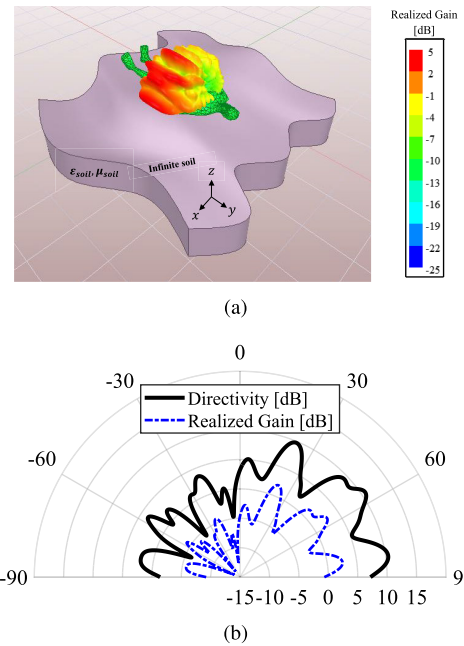 Realized Gain
[dB]
5
2
-1
-4
-7
-10
-13
-16
-19
-22
-25
εsoil, μsoil
Infinite soil
z
x
y
(a)
0
-30
30
Directivity [dB]
Realized Gain [dB]
-60
60
-90
9
-15 -10 -5 0 5 10 15
(b)